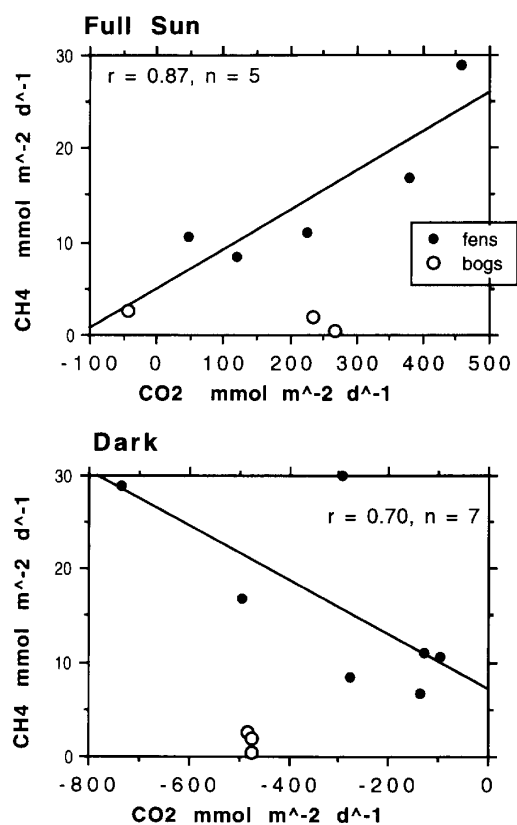 Full Sun
r = 0.87, n = 5
30
20
10
0
CH4 mmol m^-2 d^-1
fens
bogs
-100 0 100 200 300 400 500
CO2 mmol m^-2 d^-1
Dark
r = 0.70, n = 7
30
20
10
0
CH4 mmol m^-2 d^-1
-800 -600 -400 -200 0
CO2 mmol m^-2 d^-1